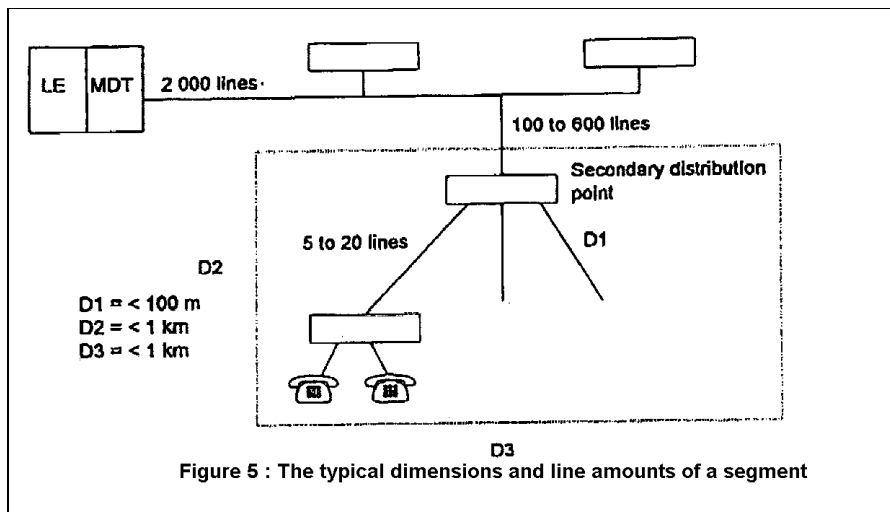 LE MDT
2 000 lines
100 to 600 lines
Secondary distribution
point
5 to 20 lines
D1
D2
D1 = < 100 m
D2 = < 1 km
D3 = < 1 km
D3
Figure 5 : The typical dimensions and line amounts of a segment